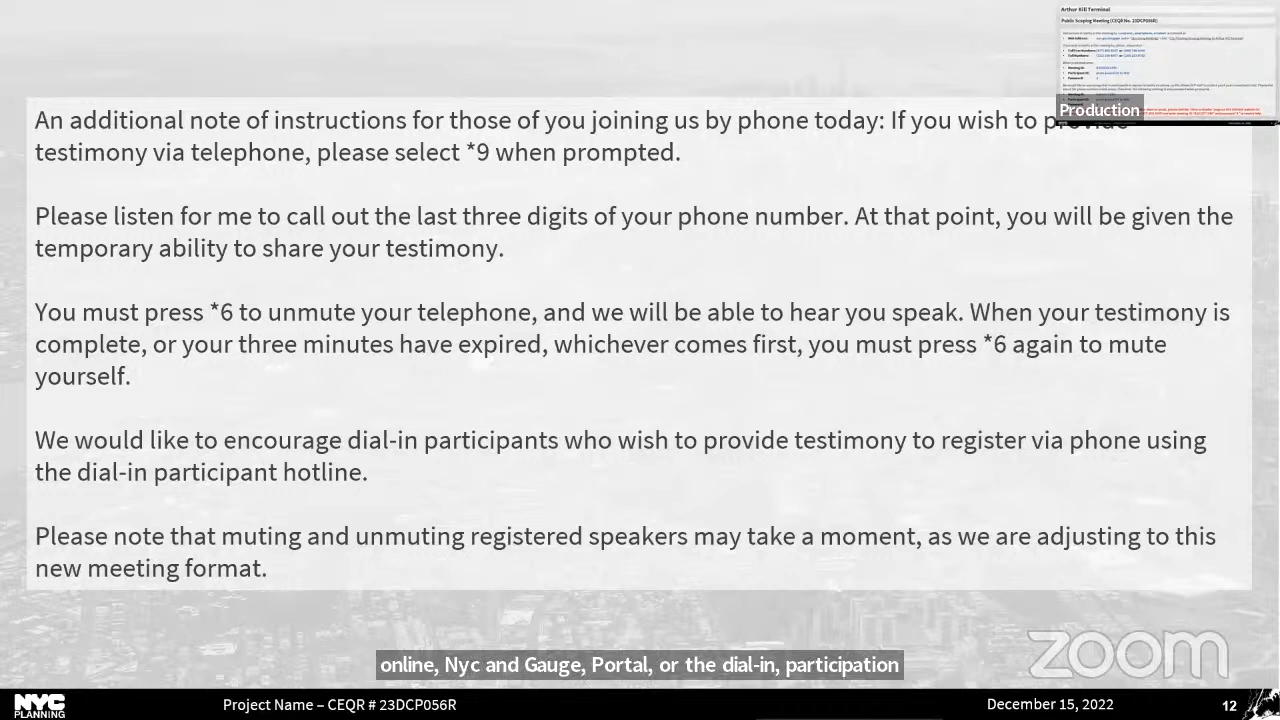 Arthur Kill Terminal
Public Scoping Meeting (CEQR No. 23DCP056R)
Production
An additional note of instructions for those of you joining us by phone today: If you wish to provide
testimony via telephone, please select *9 when prompted.
Please listen for me to call out the last three digits of your phone number. At that point, you will be given the
temporary ability to share your testimony.
You must press *6 to unmute your telephone, and we will be able to hear you speak. When your testimony is
complete, or your three minutes have expired, whichever comes first, you must press *6 again to mute
yourself.
We would like to encourage dial-in participants who wish to provide testimony to register via phone using
the dial-in participant hotline.
Please note that muting and unmuting registered speakers may take a moment, as we are adjusting to this
new meeting format.
zoom
online, Nyc and Gauge, Portal, or the dial-in, participation
NYC
PLANNING
Project Name – CEQR # 23DCP056R
December 15, 2022
12